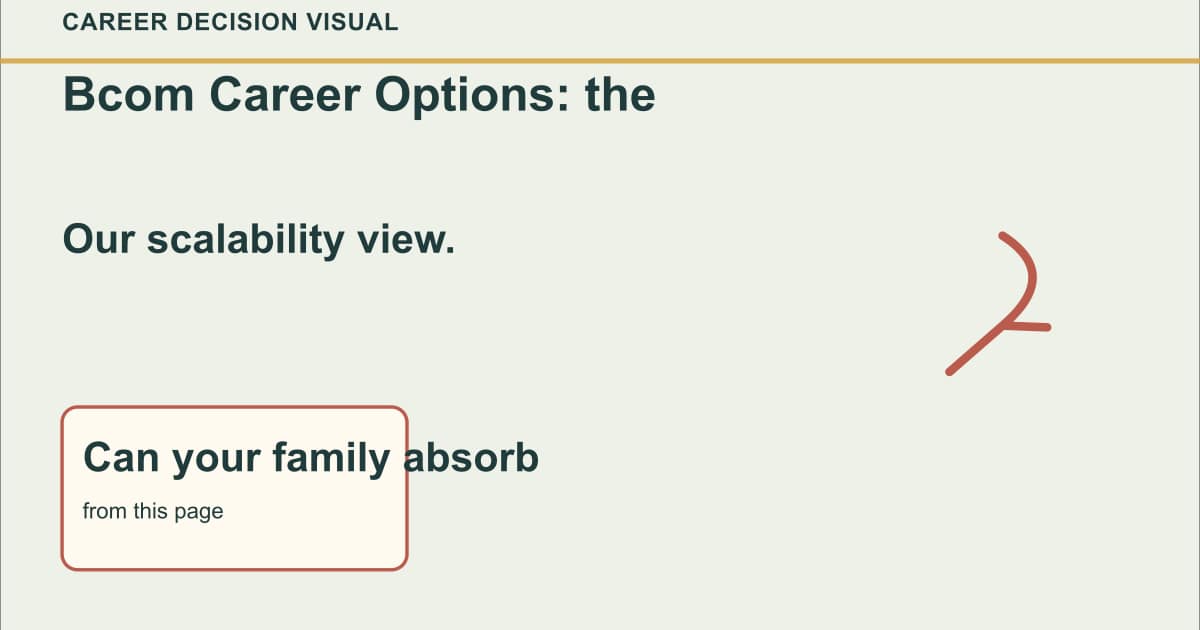 CAREER DECISION VISUAL
Bcom Career Options: the
Our scalability view.
Can your family absorb
from this page